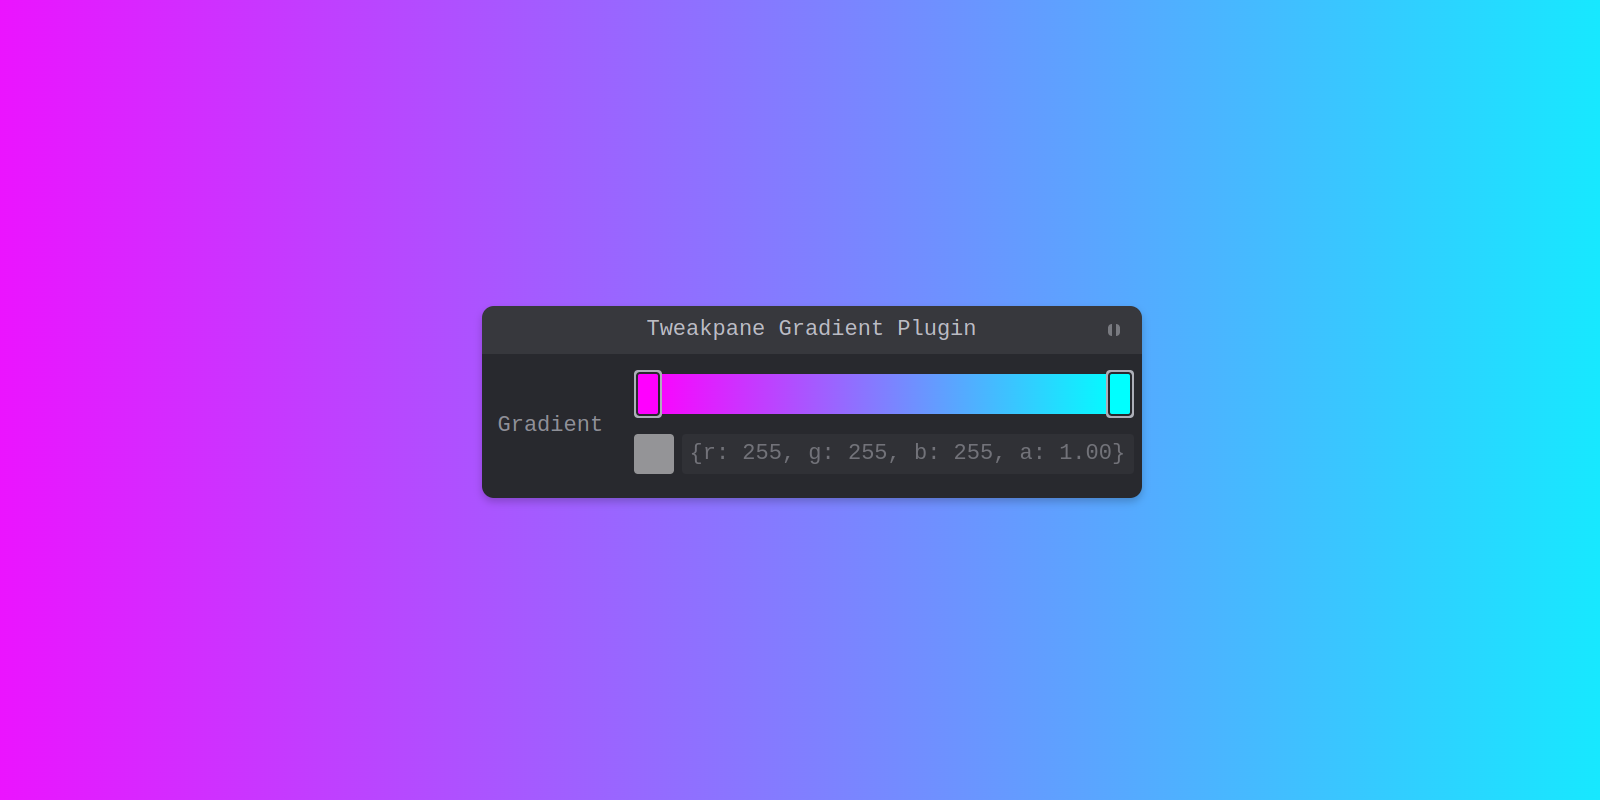 Tweakpane Gradient Plugin
Gradient
{r: 255, g: 255, b: 255, a: 1.00}